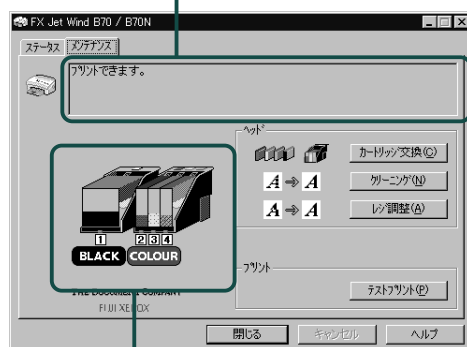 FX Jet Wind B70 / B70N
ステータス メンテナンス
プリントできます。
ヘッド
カートリッジ交換(C)
A A クリーニング(N)
A A レジ調整(A)
1 2 3 4
BLACK COLOUR
プリント
THE DOCUMENT COMPANY
テストプリント(P)
FUJI XEROX
閉じる キャンセル ヘルプ